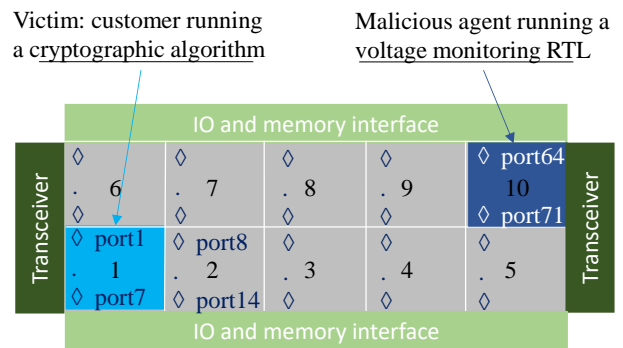 Victim: customer running
a cryptographic algorithm
Malicious agent running a
voltage monitoring RTL
IO and memory interface
Transceiver
◊ ◊ ◊ ◊ ◊ port64
. 6 . 7 . 8 . 9 10
◊ ◊ ◊ ◊ ◊ port71
◊ port1 ◊ port8 ◊ ◊ ◊
. 1 . 2 . 3 . 4 . 5
◊ port7 ◊ port14 ◊ ◊ ◊
Transceiver
IO and memory interface